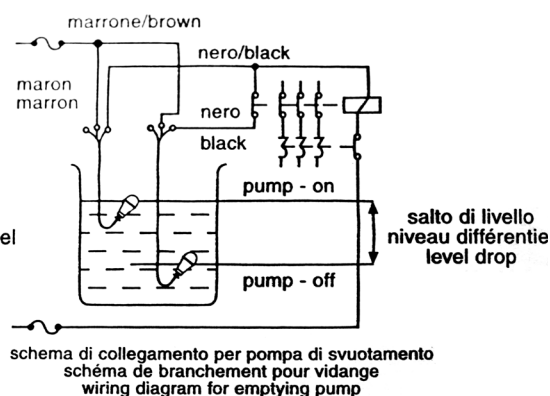 marrone/brown
nero/black
maron
marron
nero
black
pump - on
el
salto di livello
niveau différentie
level drop
pump - off
schema di collegamento per pompa di svuotamento
schéma de branchement pour vidange
wiring diagram for emptying pump